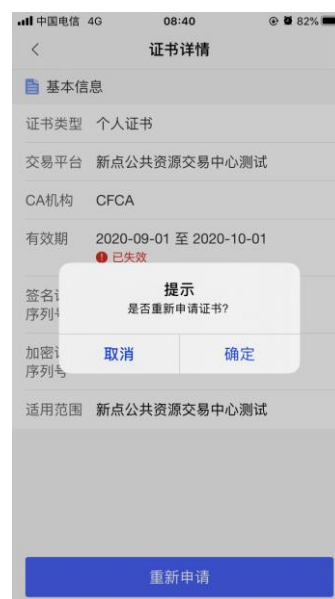 中国电信 4G 08:40 82%
证书详情
基本信息
证书类型 个人证书
交易平台 新点公共资源交易中心测试
CA机构 CFCA
有效期 2020-09-01 至 2020-10-01
已失效
签名
序列号
提示
是否重新申请证书?
加密
序列号
取消 确定
适用范围 新点公共资源交易中心测试
重新申请